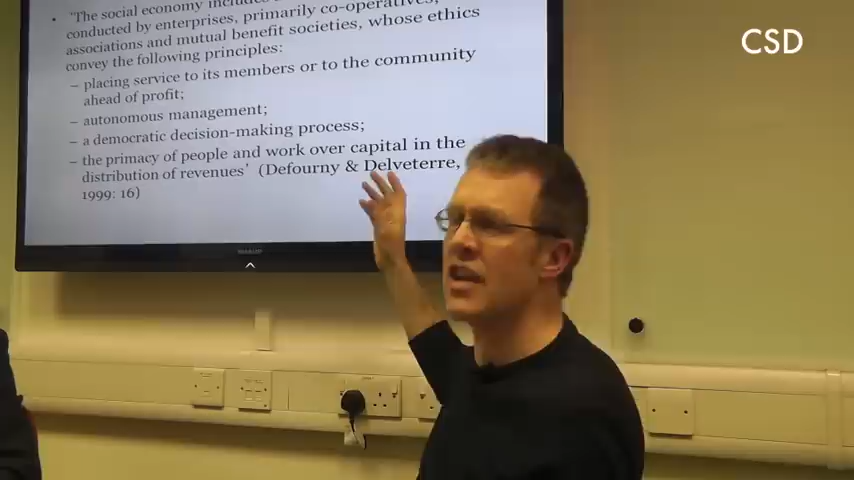 • "The social economy includes
conducted by enterprises, primarily co-operatives,
associations and mutual benefit societies, whose ethics
convey the following principles:
– placing service to its members or to the community
ahead of profit;
– autonomous management;
– a democratic decision-making process;
– the primacy of people and work over capital in the
distribution of revenues' (Defourny & Delveterre,
1999: 16)
CSD